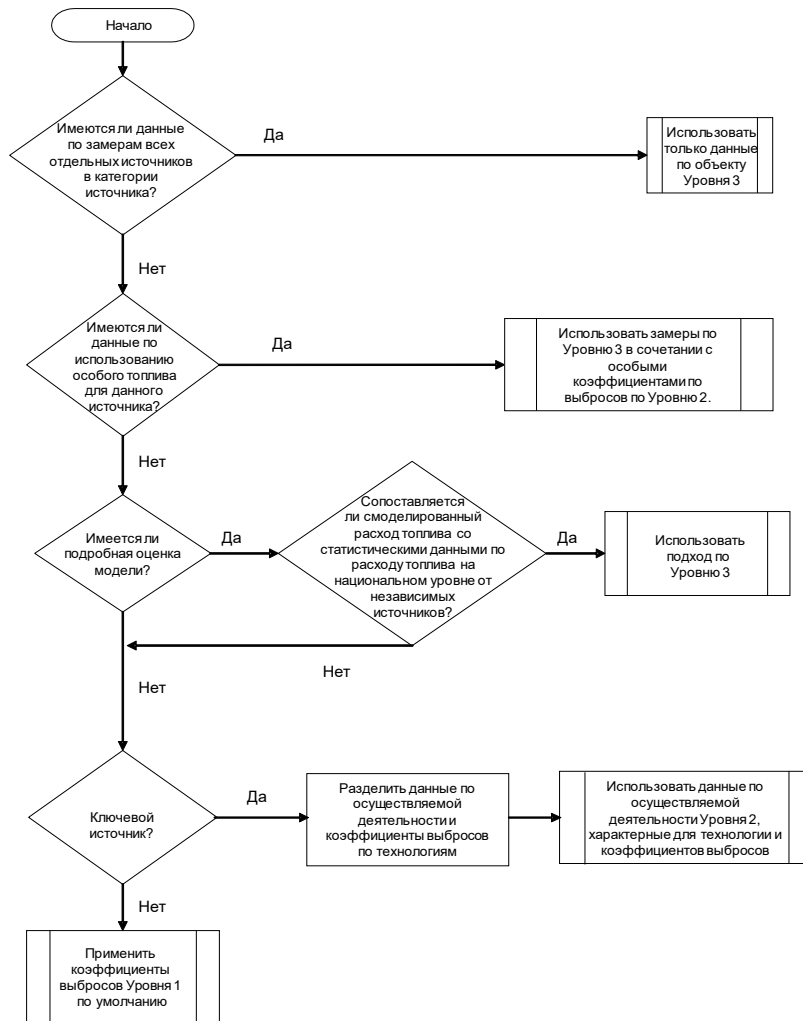 Начало
Имеются ли данные
по замерам всех
отдельных источников
в категории
источника?
Да
Использовать
только данные
по объекту
Уровня 3
Нет
Имеются ли
данные по
использованию
особого топлива
для данного
источника?
Да
Использовать замеры по
Уровню 3 в сочетании с
особыми
коэффициентами по
выбросов по Уровню 2.
Нет
Имеется ли
подробная оценка
модели?
Да
Сопоставляется
ли смоделированный
расход топлива со
статистическими данными по
расходу топлива на
национальном уровне от
независимых
источников?
Да
Использовать
подход по
Уровню 3
Нет
Нет
Ключевой
источник?
Да
Разделить данные по
осуществляемой
деятельности и
коэффициенты выбросов
по технологиям
Использовать данные по
осуществляемой
деятельности Уровня 2,
характерные для технологии и
коэффициентов выбросов
Нет
Применить
коэффициенты
выбросов Уровня 1
по умолчанию